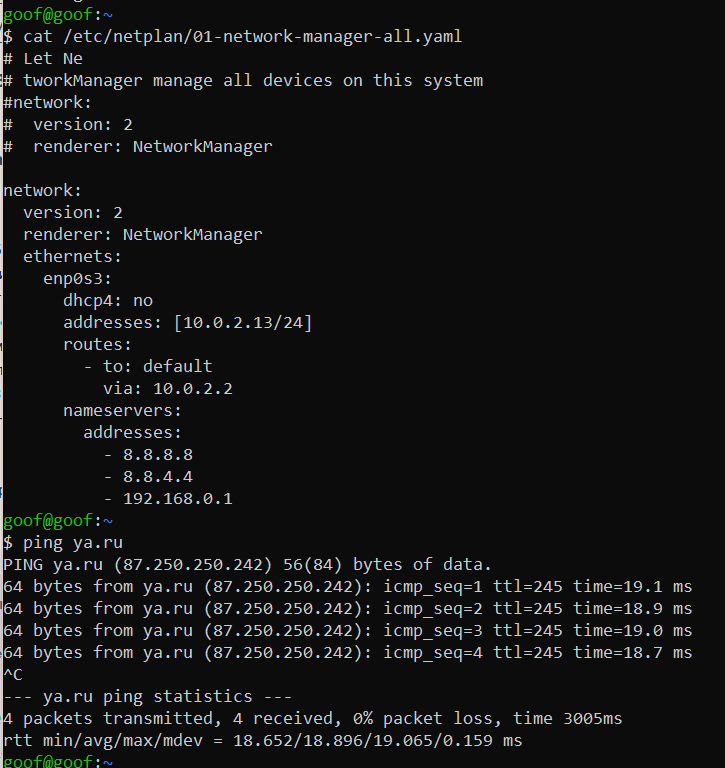 goof@goof:~
$ cat /etc/netplan/01-network-manager-all.yaml
# Let Ne
# tworkManager manage all devices on this system
#network:
#  version: 2
#  renderer: NetworkManager

network:
  version: 2
  renderer: NetworkManager
  ethernets:
    enp0s3:
      dhcp4: no
      addresses: [10.0.2.13/24]
      routes:
        - to: default
          via: 10.0.2.2
      nameservers:
        addresses:
          - 8.8.8.8
          - 8.8.4.4
          - 192.168.0.1
goof@goof:~
$ ping ya.ru
PING ya.ru (87.250.250.242) 56(84) bytes of data.
64 bytes from ya.ru (87.250.250.242): icmp_seq=1 ttl=245 time=19.1 ms
64 bytes from ya.ru (87.250.250.242): icmp_seq=2 ttl=245 time=18.9 ms
64 bytes from ya.ru (87.250.250.242): icmp_seq=3 ttl=245 time=19.0 ms
64 bytes from ya.ru (87.250.250.242): icmp_seq=4 ttl=245 time=18.7 ms
^C
--- ya.ru ping statistics ---
4 packets transmitted, 4 received, 0% packet loss, time 3005ms
rtt min/avg/max/mdev = 18.652/18.896/19.065/0.159 ms
goof@goof:~